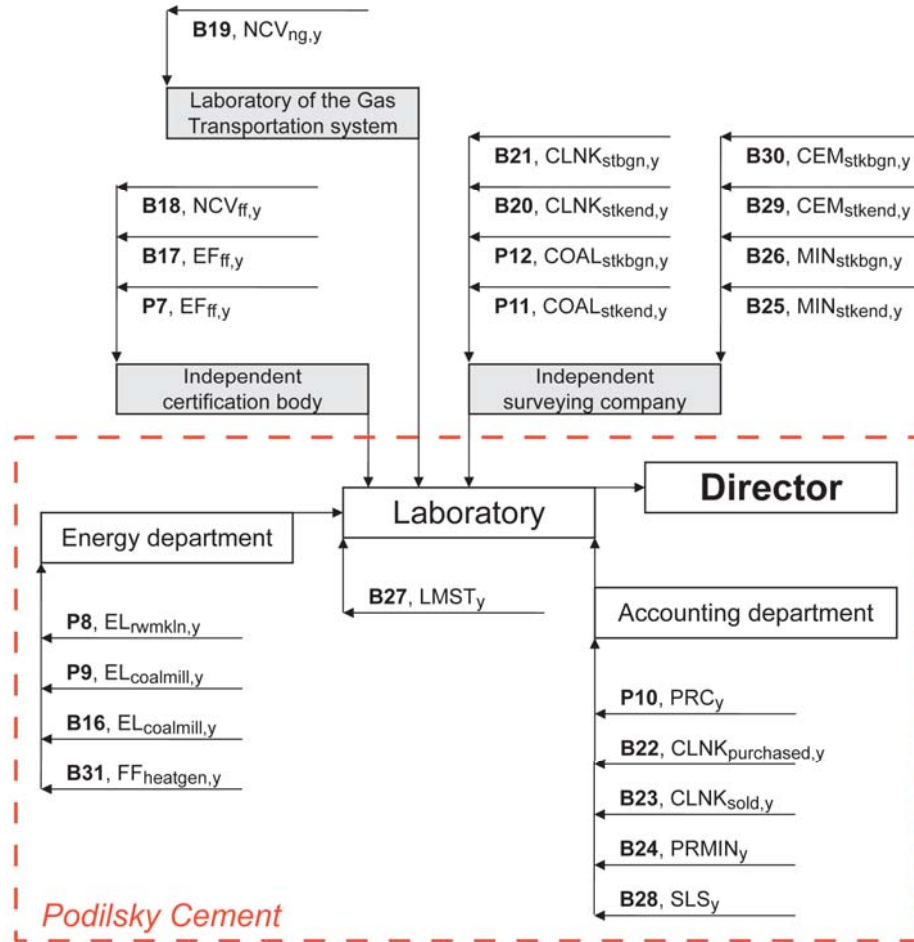 B19, NCVng,y
Laboratory of the Gas
Transportation system
B21, CLNKstbgn,y
B30, CEMstkbgn,y
B18, NCVff,y
B20, CLNKstkend,y
B29, CEMstkend,y
B17, EFff,y
P12, COALstkbgn,y
B26, MINstkbgn,y
P7, EFff,y
P11, COALstkend,y
B25, MINstkend,y
Independent
certification body
Independent
surveying company
Director
Laboratory
Energy department
B27, LMSTy
Accounting department
P8, ELrwmkln,y
P9, ELcoalmill,y
B16, ELcoalmill,y
B31, FFheatgen,y
P10, PRCy
B22, CLNKpurchased,y
B23, CLNKsold,y
B24, PRMINy
B28, SLSy
Podilsky Cement